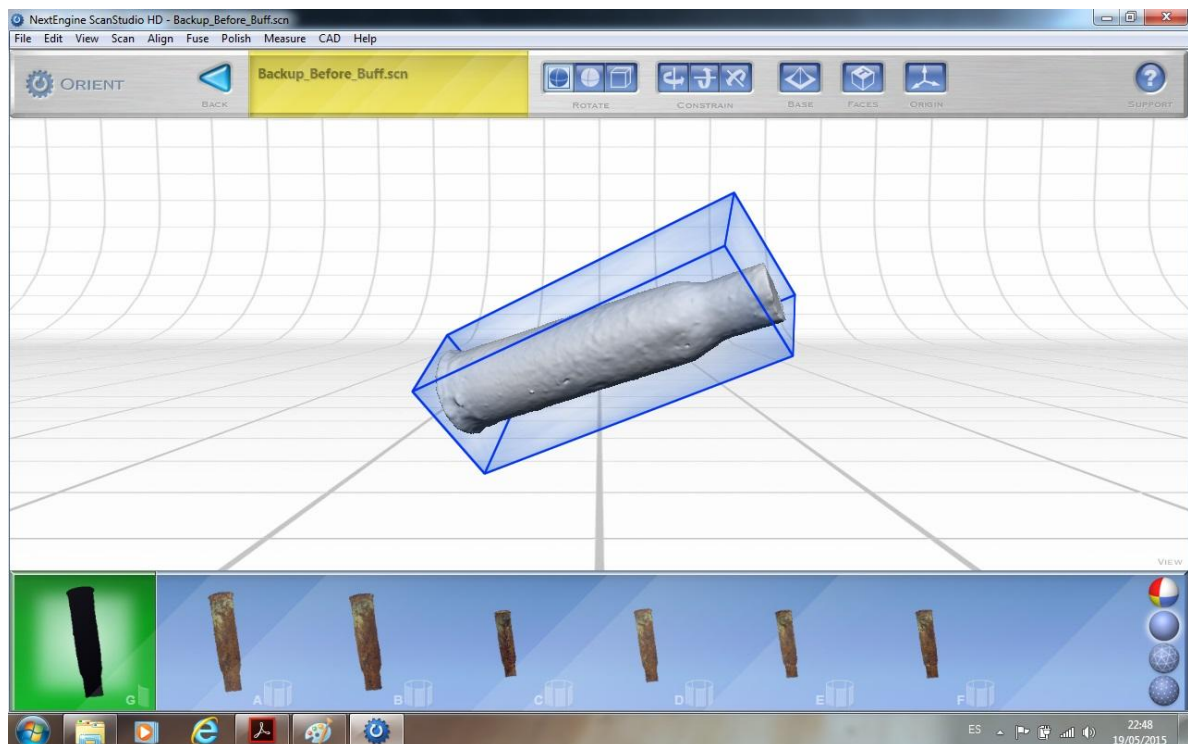 NextEngine ScanStudio HD - Backup_Before_Buff.scn
File Edit View Scan Align Fuse Polish Measure CAD Help
ORIENT
BACK
Backup_Before_Buff.scn
ROTATE
CONSTRAIN
BASE
FACES
ORIGIN
?
SUPPORT
VIEW
G
A
B
C
D
E
F
ES
22:48
19/05/2015